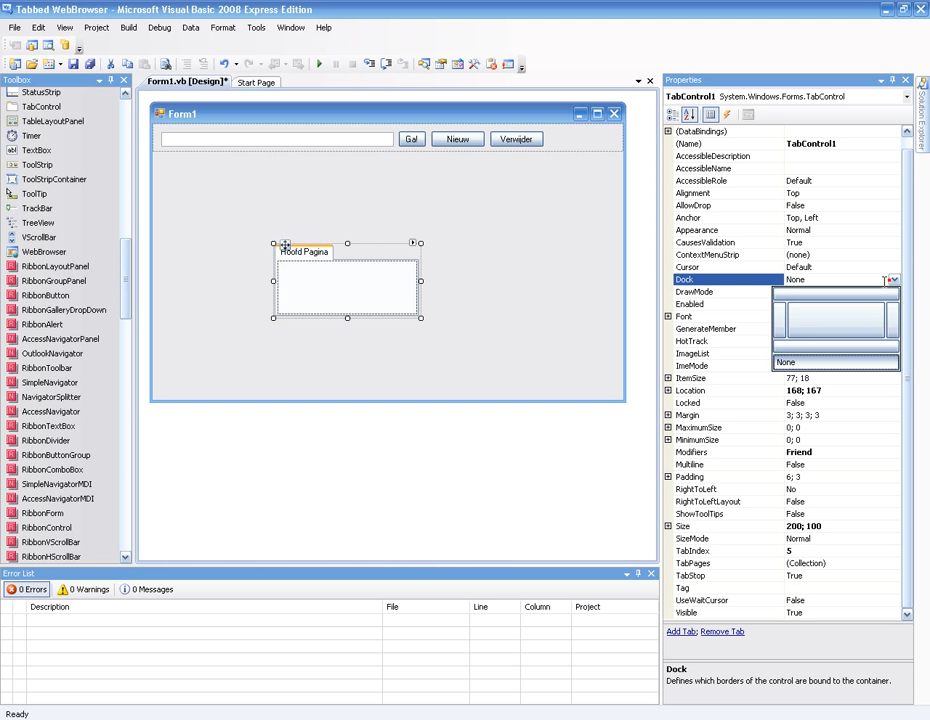 Tabbed WebBrowser - Microsoft Visual Basic 2008 Express Edition
File Edit View Project Build Debug Data Format Tools Window Help
Toolbox
StatusStrip
TabControl
TableLayoutPanel
Timer
TextBox
ToolStrip
ToolStripContainer
ToolTip
TrackBar
TreeView
VScrollBar
WebBrowser
RibbonLayoutPanel
RibbonGroupPanel
RibbonButton
RibbonGalleryDropDown
RibbonAlert
AccessNavigatorPanel
OutlookNavigator
RibbonToolbar
SimpleNavigator
NavigatorSplitter
AccessNavigator
RibbonTextBox
RibbonDivider
RibbonButtonGroup
RibbonComboBox
SimpleNavigatorMDI
AccessNavigatorMDI
RibbonForm
RibbonControl
RibbonVScrollBar
RibbonHScrollBar
Form1.vb [Design]* Start Page
Form1
Ga! Nieuw Verwijder
Hoofd Pagina
Properties
TabControl1 System.Windows.Forms.TabControl
(DataBindings)
(Name) TabControl1
AccessibleDescription
AccessibleName
AccessibleRole Default
Alignment Top
AllowDrop False
Anchor Top, Left
Appearance Normal
CausesValidation True
ContextMenuStrip (none)
Cursor Default
Dock None
DrawMode
Enabled
Font
GenerateMember
HotTrack
ImageList
ImeMode
None
ItemSize 77; 18
Location 168; 167
Locked False
Margin 3; 3; 3; 3
MaximumSize 0; 0
MinimumSize 0; 0
Modifiers Friend
Multiline False
Padding 6; 3
RightToLeft No
RightToLeftLayout False
ShowToolTips False
Size 200; 100
SizeMode Normal
TabIndex 5
TabPages (Collection)
TabStop True
Tag
UseWaitCursor False
Visible True
Add Tab; Remove Tab
Dock
Defines which borders of the control are bound to the container.
Solution Explorer
Error List
0 Errors 0 Warnings 0 Messages
Description File Line Column Project
Ready